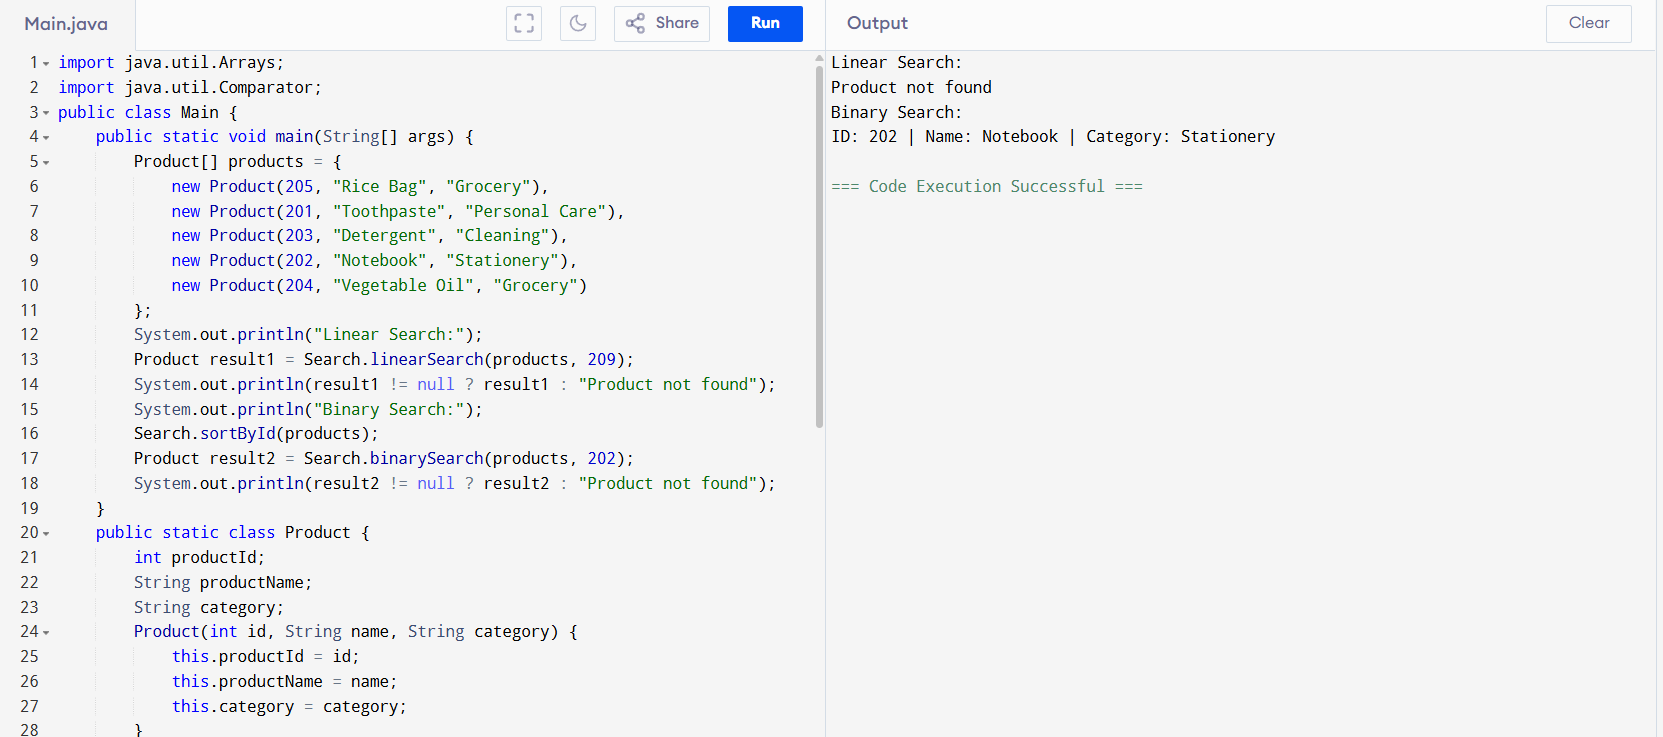 Main.java
Share
Run
Output
Clear
1 import java.util.Arrays;
2 import java.util.Comparator;
3 public class Main {
4     public static void main(String[] args) {
5         Product[] products = {
6             new Product(205, "Rice Bag", "Grocery"),
7             new Product(201, "Toothpaste", "Personal Care"),
8             new Product(203, "Detergent", "Cleaning"),
9             new Product(202, "Notebook", "Stationery"),
10             new Product(204, "Vegetable Oil", "Grocery")
11         };
12         System.out.println("Linear Search:");
13         Product result1 = Search.linearSearch(products, 209);
14         System.out.println(result1 != null ? result1 : "Product not found");
15         System.out.println("Binary Search:");
16         Search.sortById(products);
17         Product result2 = Search.binarySearch(products, 202);
18         System.out.println(result2 != null ? result2 : "Product not found");
19     }
20     public static class Product {
21         int productId;
22         String productName;
23         String category;
24         Product(int id, String name, String category) {
25             this.productId = id;
26             this.productName = name;
27             this.category = category;
28         }
Linear Search:
Product not found
Binary Search:
ID: 202 | Name: Notebook | Category: Stationery
=== Code Execution Successful ===